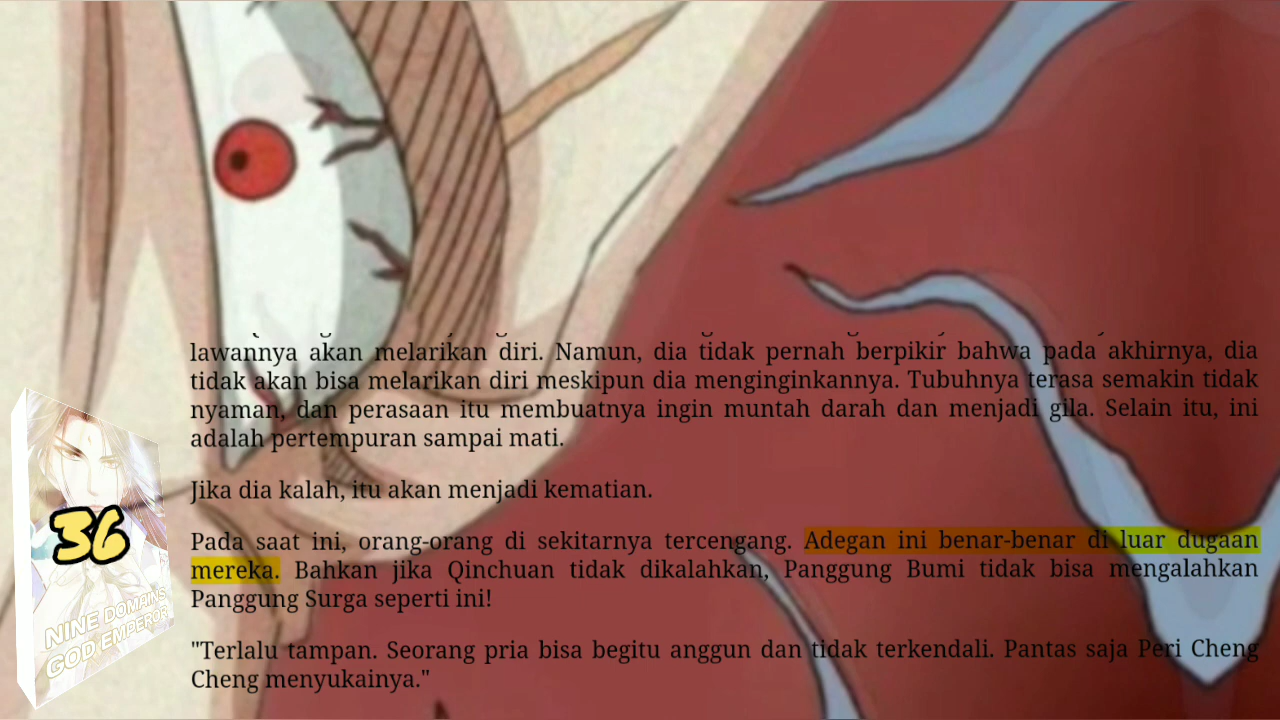 lawannya akan melarikan diri. Namun, dia tidak pernah berpikir bahwa pada akhirnya, dia
tidak akan bisa melarikan diri meskipun dia menginginkannya. Tubuhnya terasa semakin tidak
nyaman, dan perasaan itu membuatnya ingin muntah darah dan menjadi gila. Selain itu, ini
adalah pertempuran sampai mati.
Jika dia kalah, itu akan menjadi kematian.
Pada saat ini, orang-orang di sekitarnya tercengang. Adegan ini benar-benar di luar dugaan
mereka. Bahkan jika Qinchuan tidak dikalahkan, Panggung Bumi tidak bisa mengalahkan
Panggung Surga seperti ini!
"Terlalu tampan. Seorang pria bisa begitu anggun dan tidak terkendali. Pantas saja Peri Cheng
Cheng menyukainya."
36
NINE DOMAINS
GOD EMPEROR